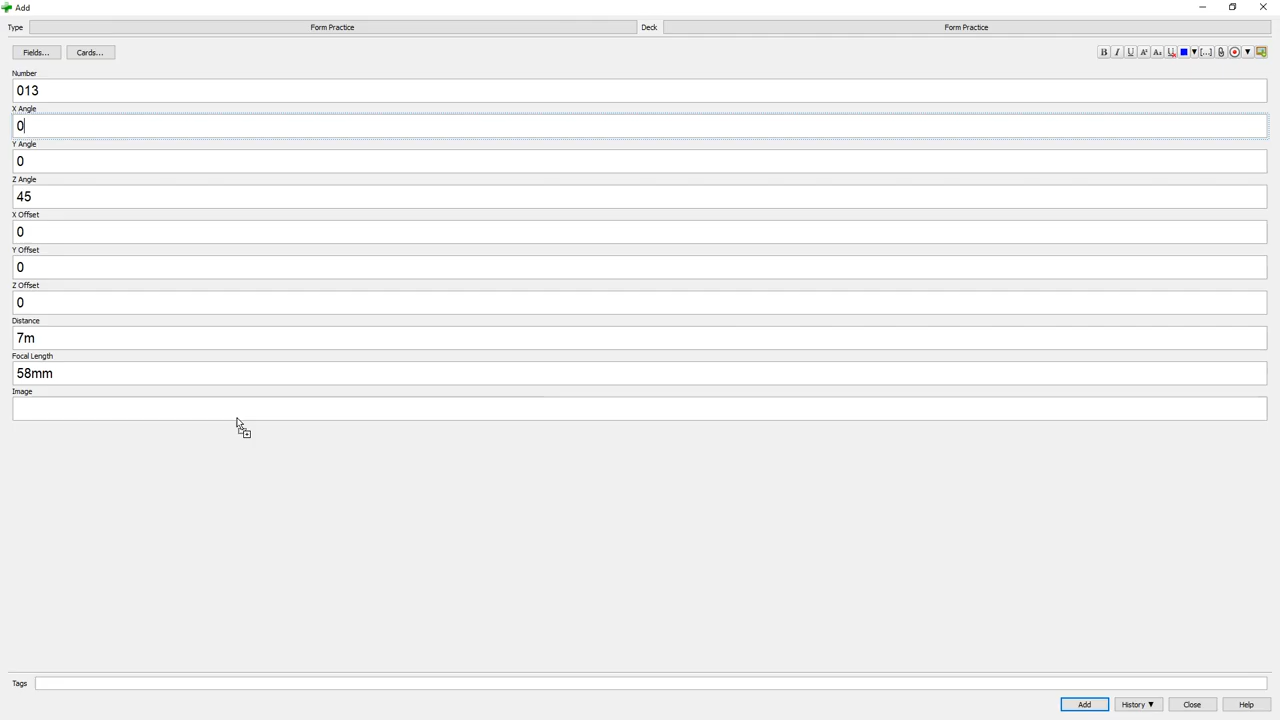 Add
Type Form Practice Deck Form Practice
Fields... Cards...
Number
013
X Angle
0
Y Angle
0
Z Angle
45
X Offset
0
Y Offset
0
Z Offset
0
Distance
7m
Focal Length
58mm
Image
Tags
Add History ▼ Close Help